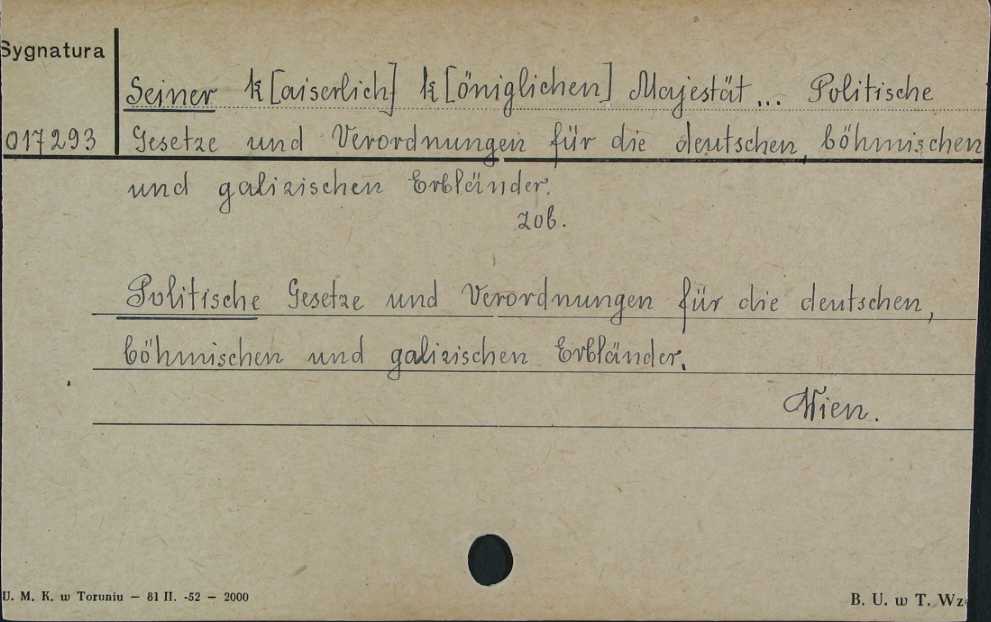 Sygnatura
Seiner k[aiserlich] k[öniglichen] Majestät... Politische
017293 Gesetze und Verordnungen für die deutschen, böhmischen
und galizischen Erbländer.
zob.
Politische Gesetze und Verordnungen für die deutschen,
böhmischen und galizischen Erbländer.
Wien.
U. M. K. w Toruniu — 81 II. -52 — 2000
B. U. w T. Wz